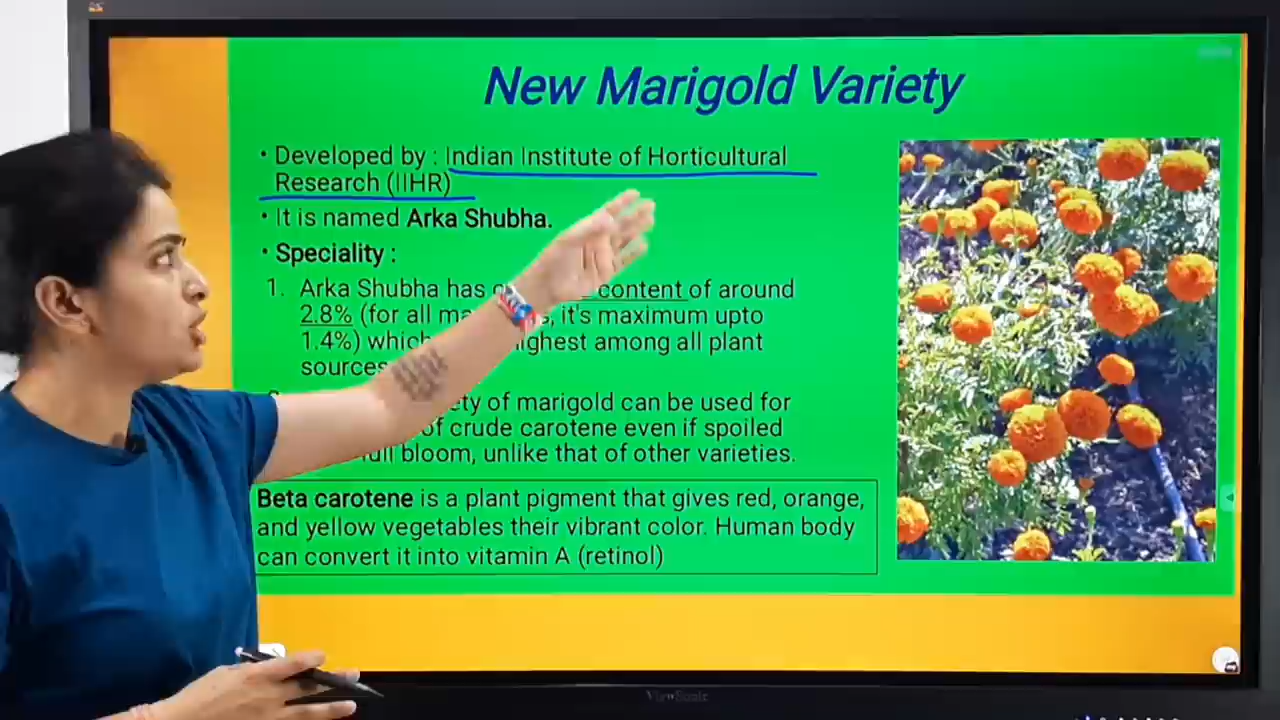 New Marigold Variety
• Developed by : Indian Institute of Horticultural
Research (IIHR)
• It is named Arka Shubha.
• Speciality :
1. Arka Shubha has content of around
2.8% (for all it's maximum upto
1.4%) which among all plant
sources
of marigold can be used for
of crude carotene even if spoiled
bloom, unlike that of other varieties.
Beta carotene is a plant pigment that gives red, orange,
and yellow vegetables their vibrant color. Human body
can convert it into vitamin A (retinol)
ViewSonic